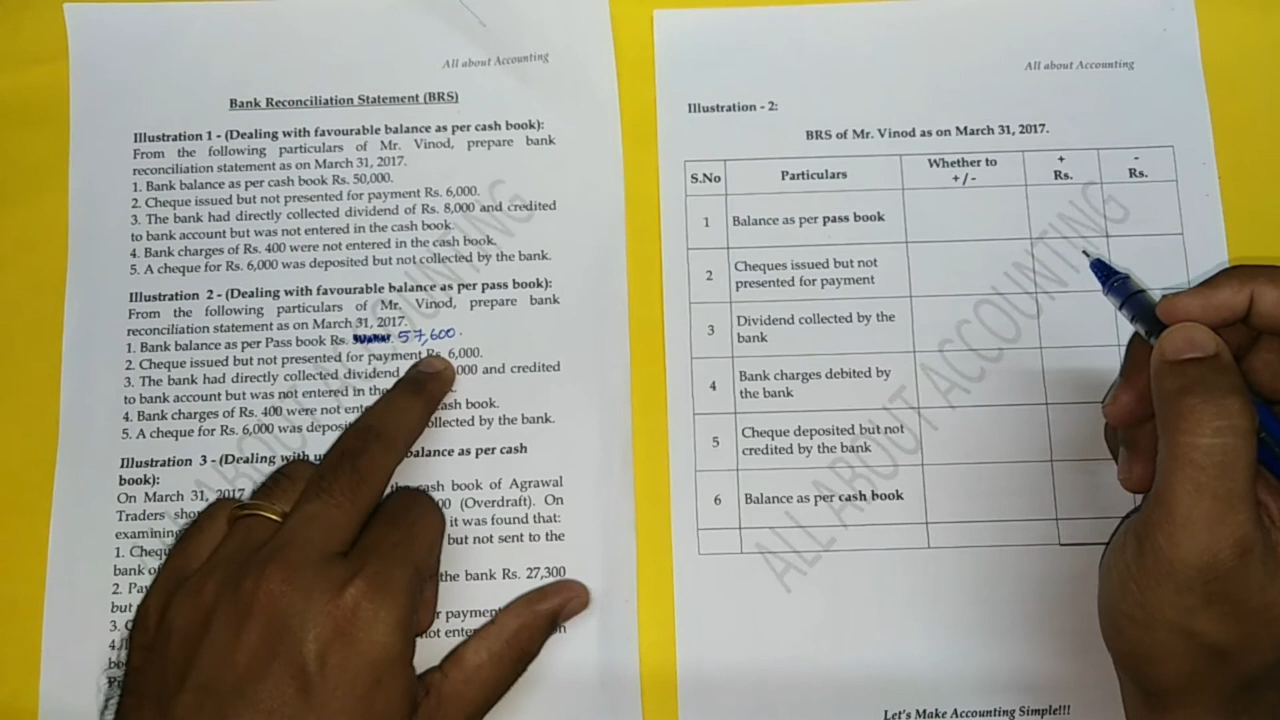 All about Accounting
Bank Reconciliation Statement (BRS)
Illustration 1 - (Dealing with favourable balance as per cash book):
From the following particulars of Mr. Vinod, prepare bank
reconciliation statement as on March 31, 2017.
1. Bank balance as per cash book Rs. 50,000.
2. Cheque issued but not presented for payment Rs. 6,000.
3. The bank had directly collected dividend of Rs. 8,000 and credited
to bank account but was not entered in the cash book.
4. Bank charges of Rs. 400 were not entered in the cash book.
5. A cheque for Rs. 6,000 was deposited but not collected by the bank.
Illustration 2 - (Dealing with favourable balance as per pass book):
From the following particulars of Mr. Vinod, prepare bank
reconciliation statement as on March 31, 2017.
1. Bank balance as per Pass book Rs. 57,600.
2. Cheque issued but not presented for payment Rs. 6,000.
3. The bank had directly collected dividend ,000 and credited
to bank account but was not entered in the
4. Bank charges of Rs. 400 were not cash book.
5. A cheque for Rs. 6,000 was by the bank.
Illustration 3 - (Dealing with balance as per cash
book):
On March 31, 2017 cash book of Agrawal
Traders (Overdraft). On
it was found that:
1. but not sent to the
bank
2. the bank Rs. 27,300
but
3.
4.
All about Accounting
Illustration - 2:
BRS of Mr. Vinod as on March 31, 2017.
S.No Particulars Whether to +/- + Rs. - Rs.
1 Balance as per pass book
2 Cheques issued but not
presented for payment
3 Dividend collected by the
bank
4 Bank charges debited by
the bank
5 Cheque deposited but not
credited by the bank
6 Balance as per cash book
ALL ABOUT ACCOUNTING
Let's Make Accounting Simple!!!